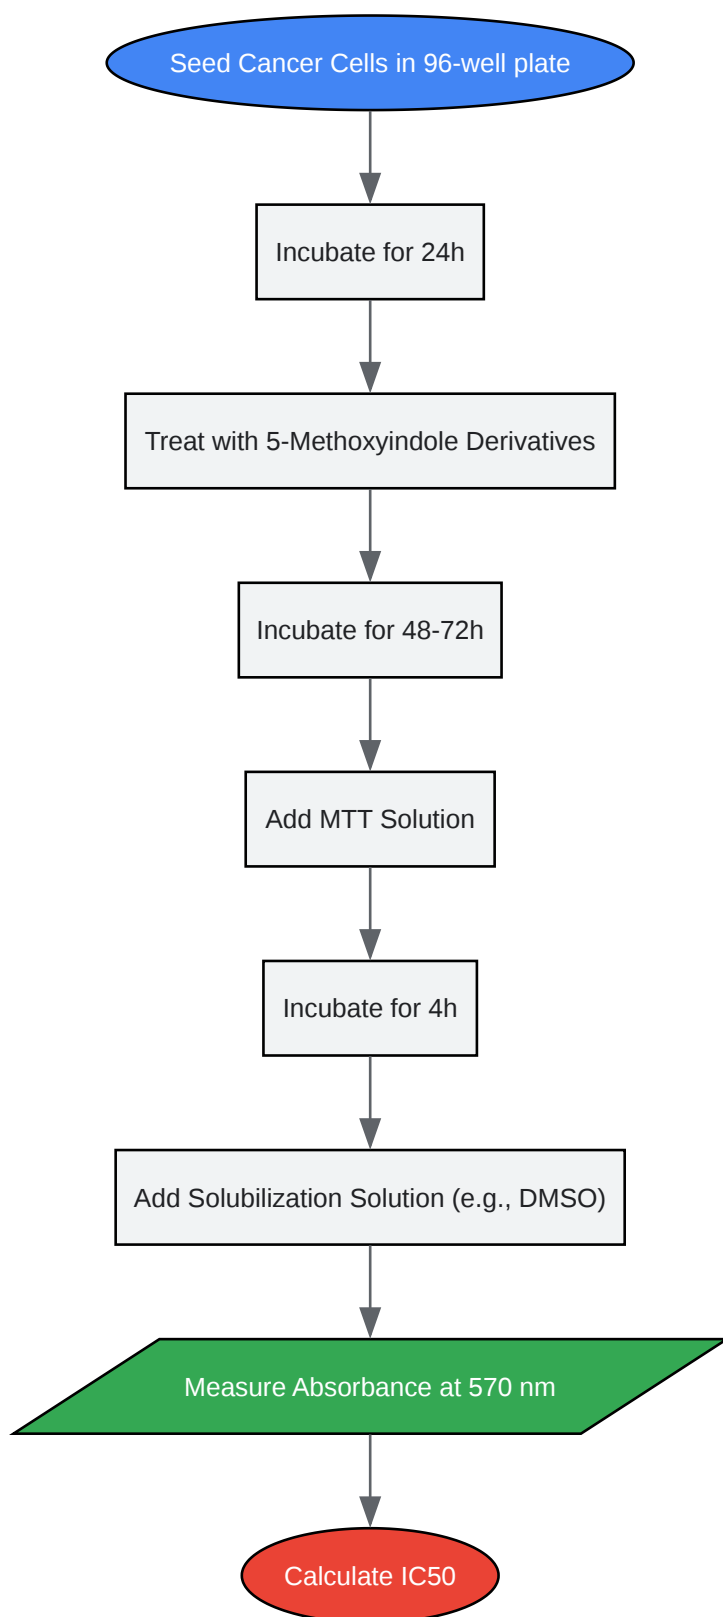 Seed Cancer Cells in 96-well plate
Incubate for 24h
Treat with 5-Methoxyindole Derivatives
Incubate for 48-72h
Add MTT Solution
Incubate for 4h
Add Solubilization Solution (e.g., DMSO)
Measure Absorbance at 570 nm
Calculate IC50